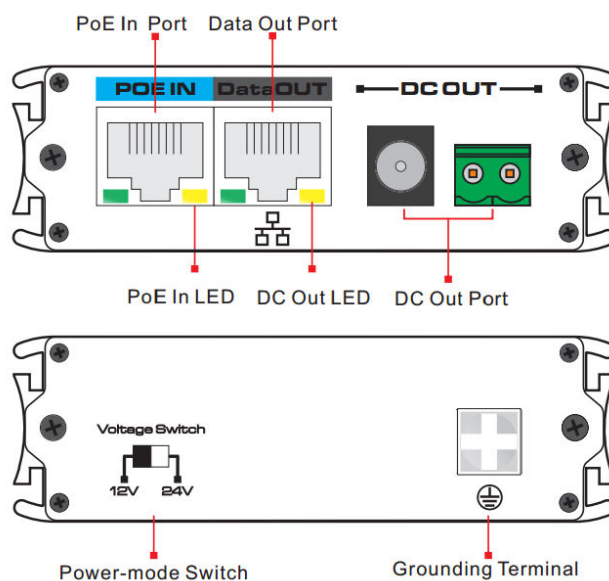 PoE In Port
Data Out Port
POE IN
DataOUT
DC OUT
PoE In LED
DC Out LED
DC Out Port
Voltage Switch
12V
24V
Power-mode Switch
Grounding Terminal